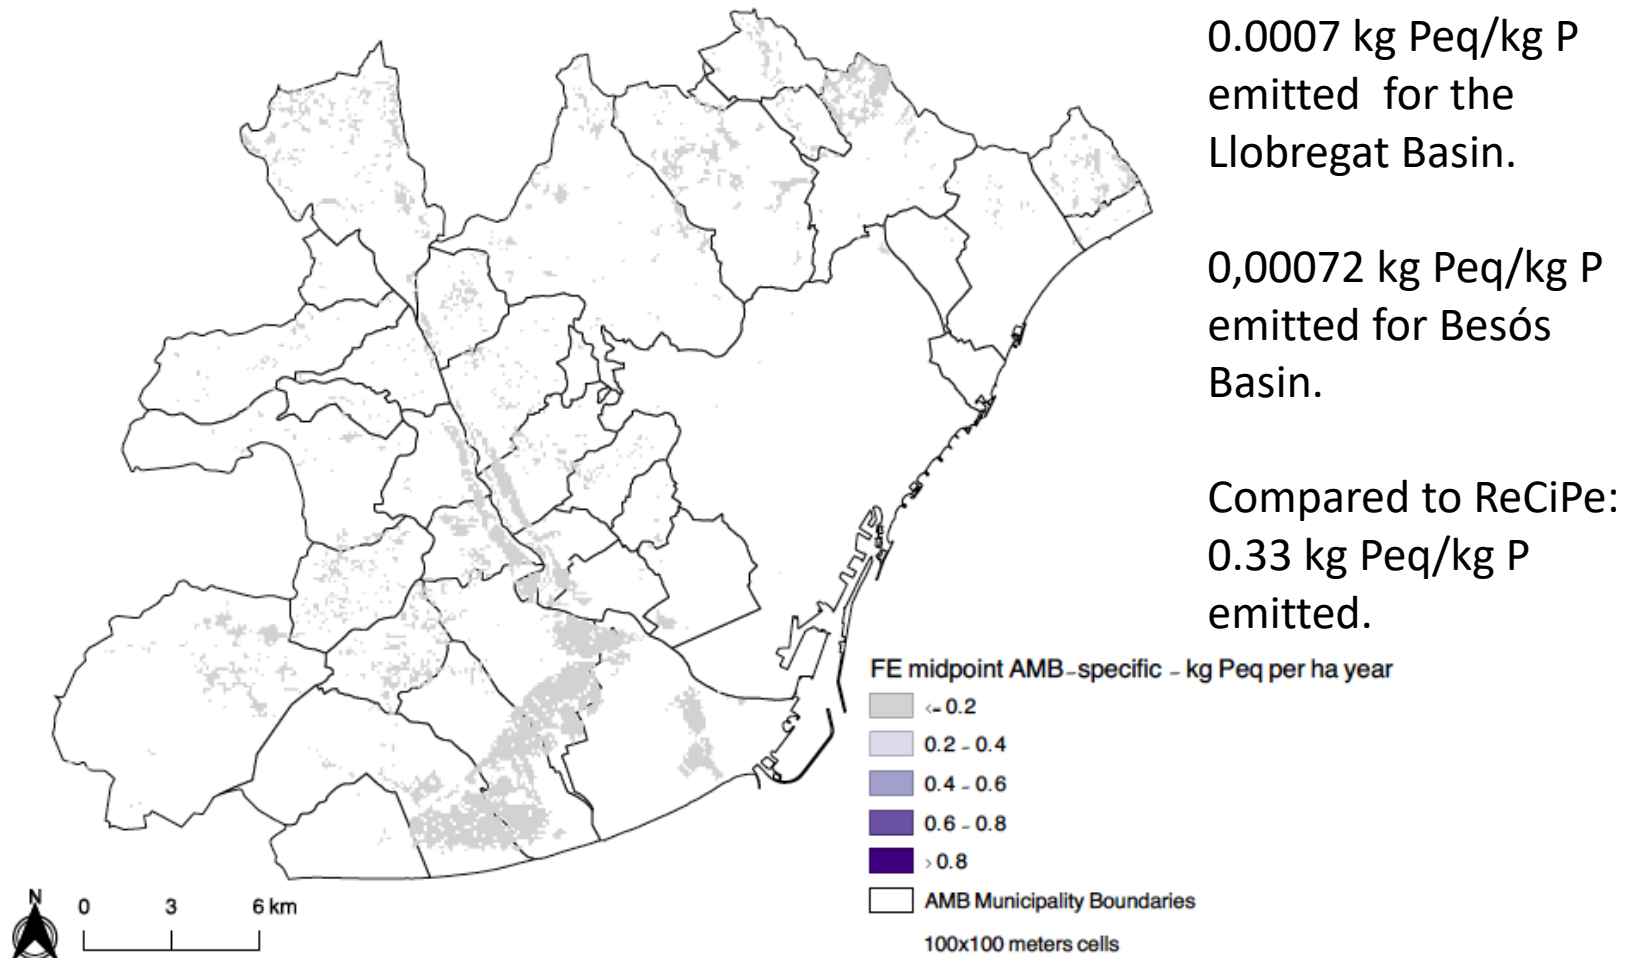 0.0007 kg Peq/kg P
emitted for the
Llobregat Basin.
0,00072 kg Peq/kg P
emitted for Besós
Basin.
Compared to ReCiPe:
0.33 kg Peq/kg P
emitted.
FE midpoint AMB-specific - kg Peq per ha year
<= 0.2
0.2 - 0.4
0.4 - 0.6
0.6 - 0.8
> 0.8
AMB Municipality Boundaries
100x100 meters cells
N
0 3 6 km